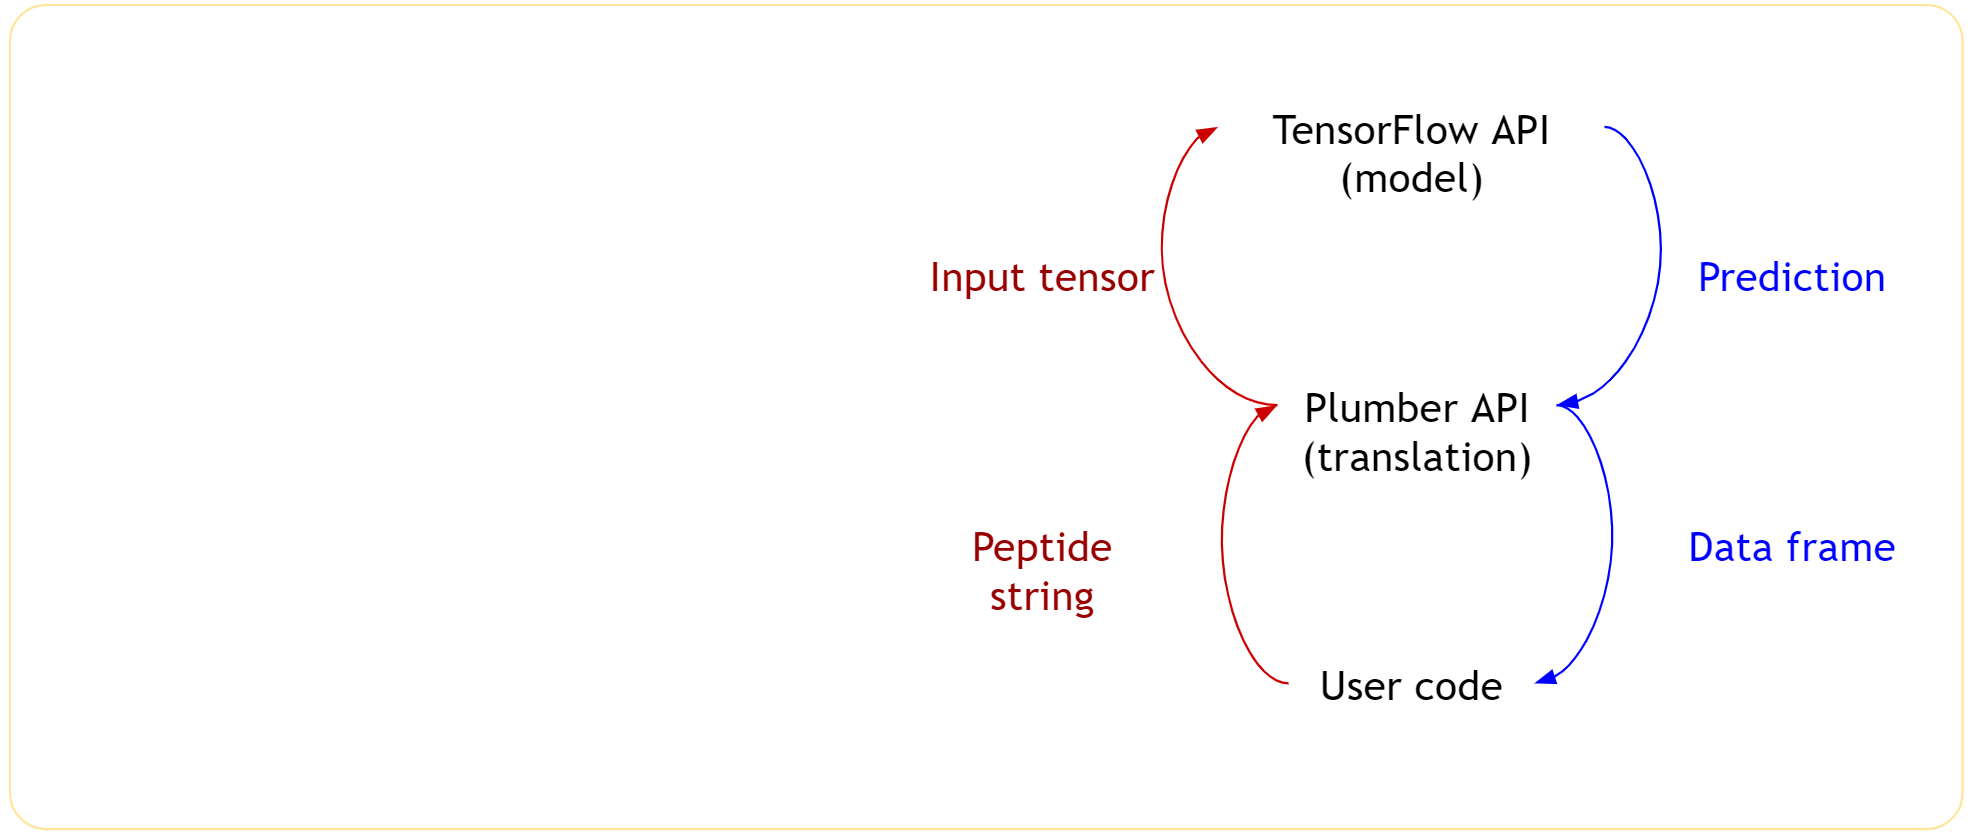 TensorFlow API
(model)
Input tensor
Prediction
Plumber API
(translation)
Peptide
string
Data frame
User code